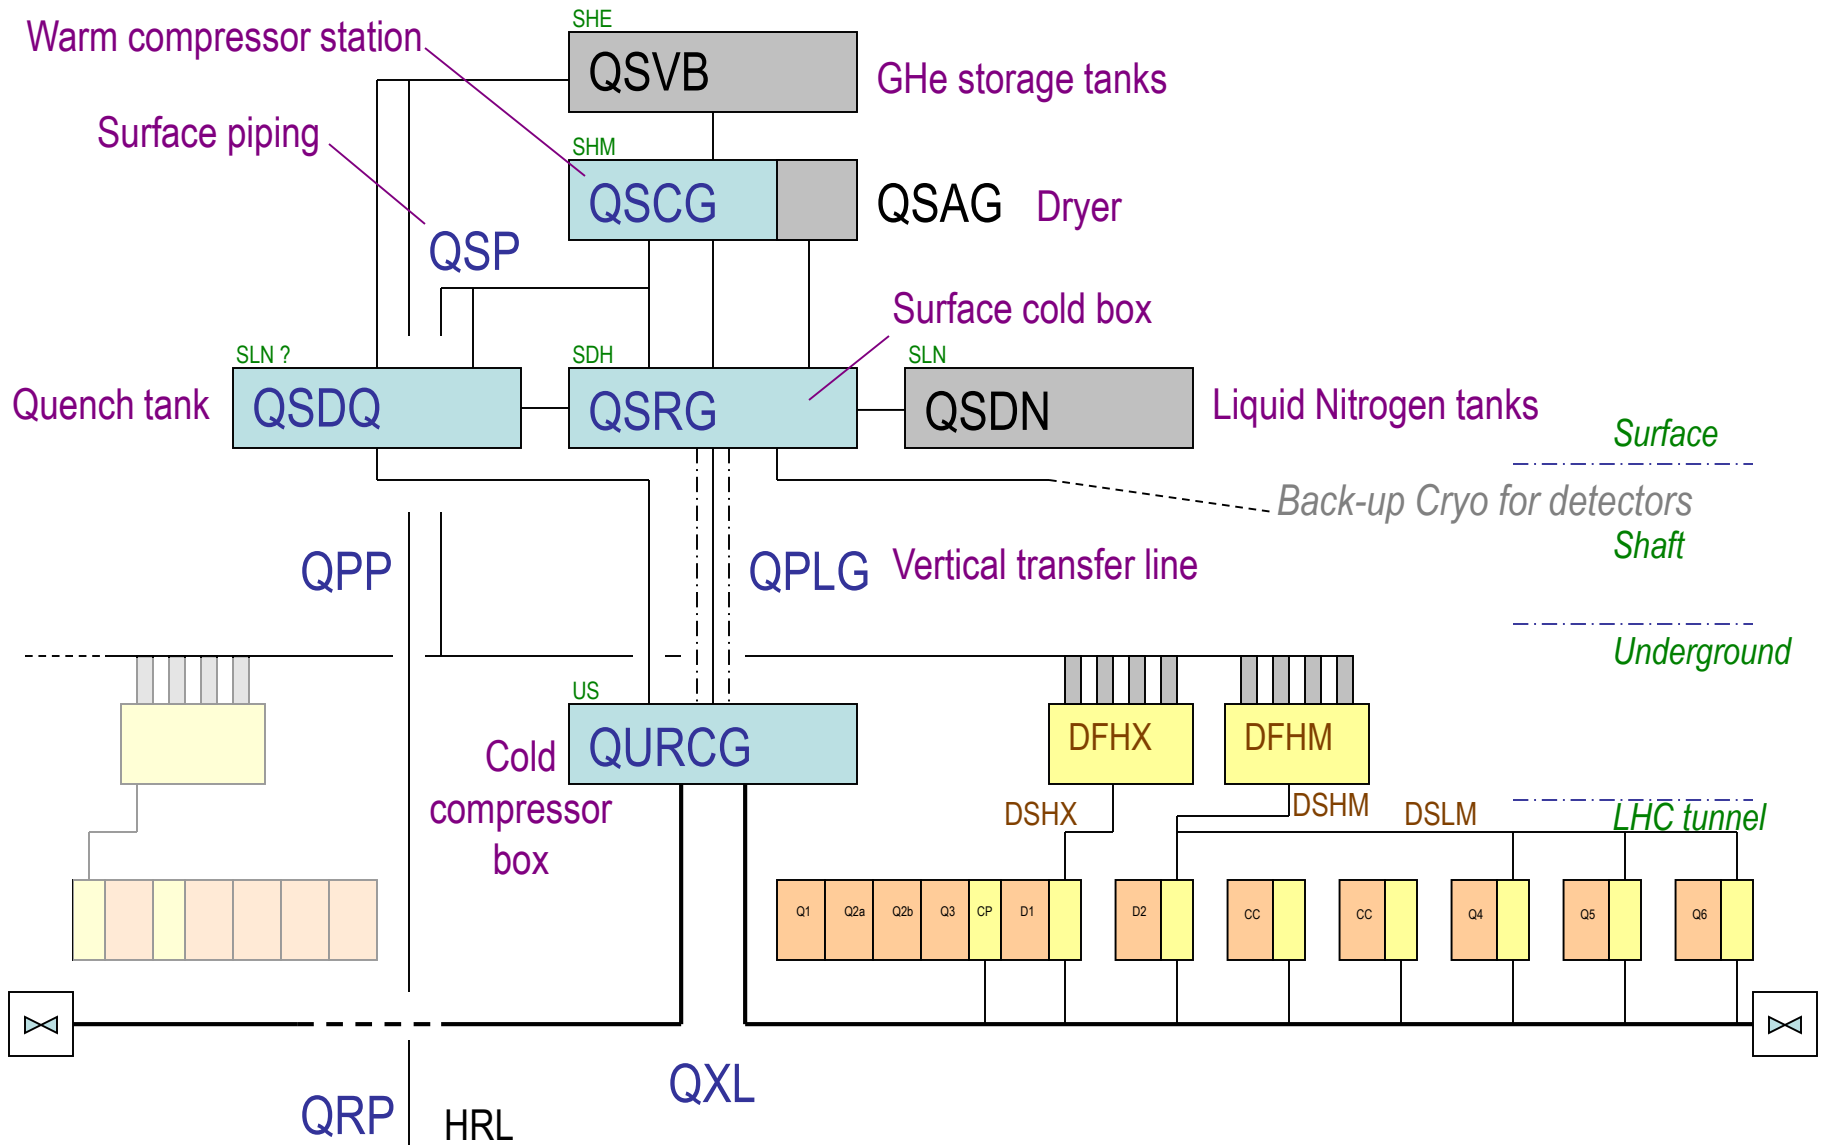 SHE
Warm compressor station
QSVB
GHe storage tanks
Surface piping
SHM
QSCG
QSAG
Dryer
QSP
Surface cold box
SLN ?
SDH
SLN
Quench tank
QSDQ
QSRG
QSDN
Liquid Nitrogen tanks
Surface
Back-up Cryo for detectors
Shaft
QPP
QPLG
Vertical transfer line
Underground
US
QURCG
Cold
compressor
box
DFHX
DFHM
DSHX
DSHM
DSLM
LHC tunnel
Q1
Q2a
Q2b
Q3
CP
D1
D2
CC
CC
Q4
Q5
Q6
QXL
QRP
HRL